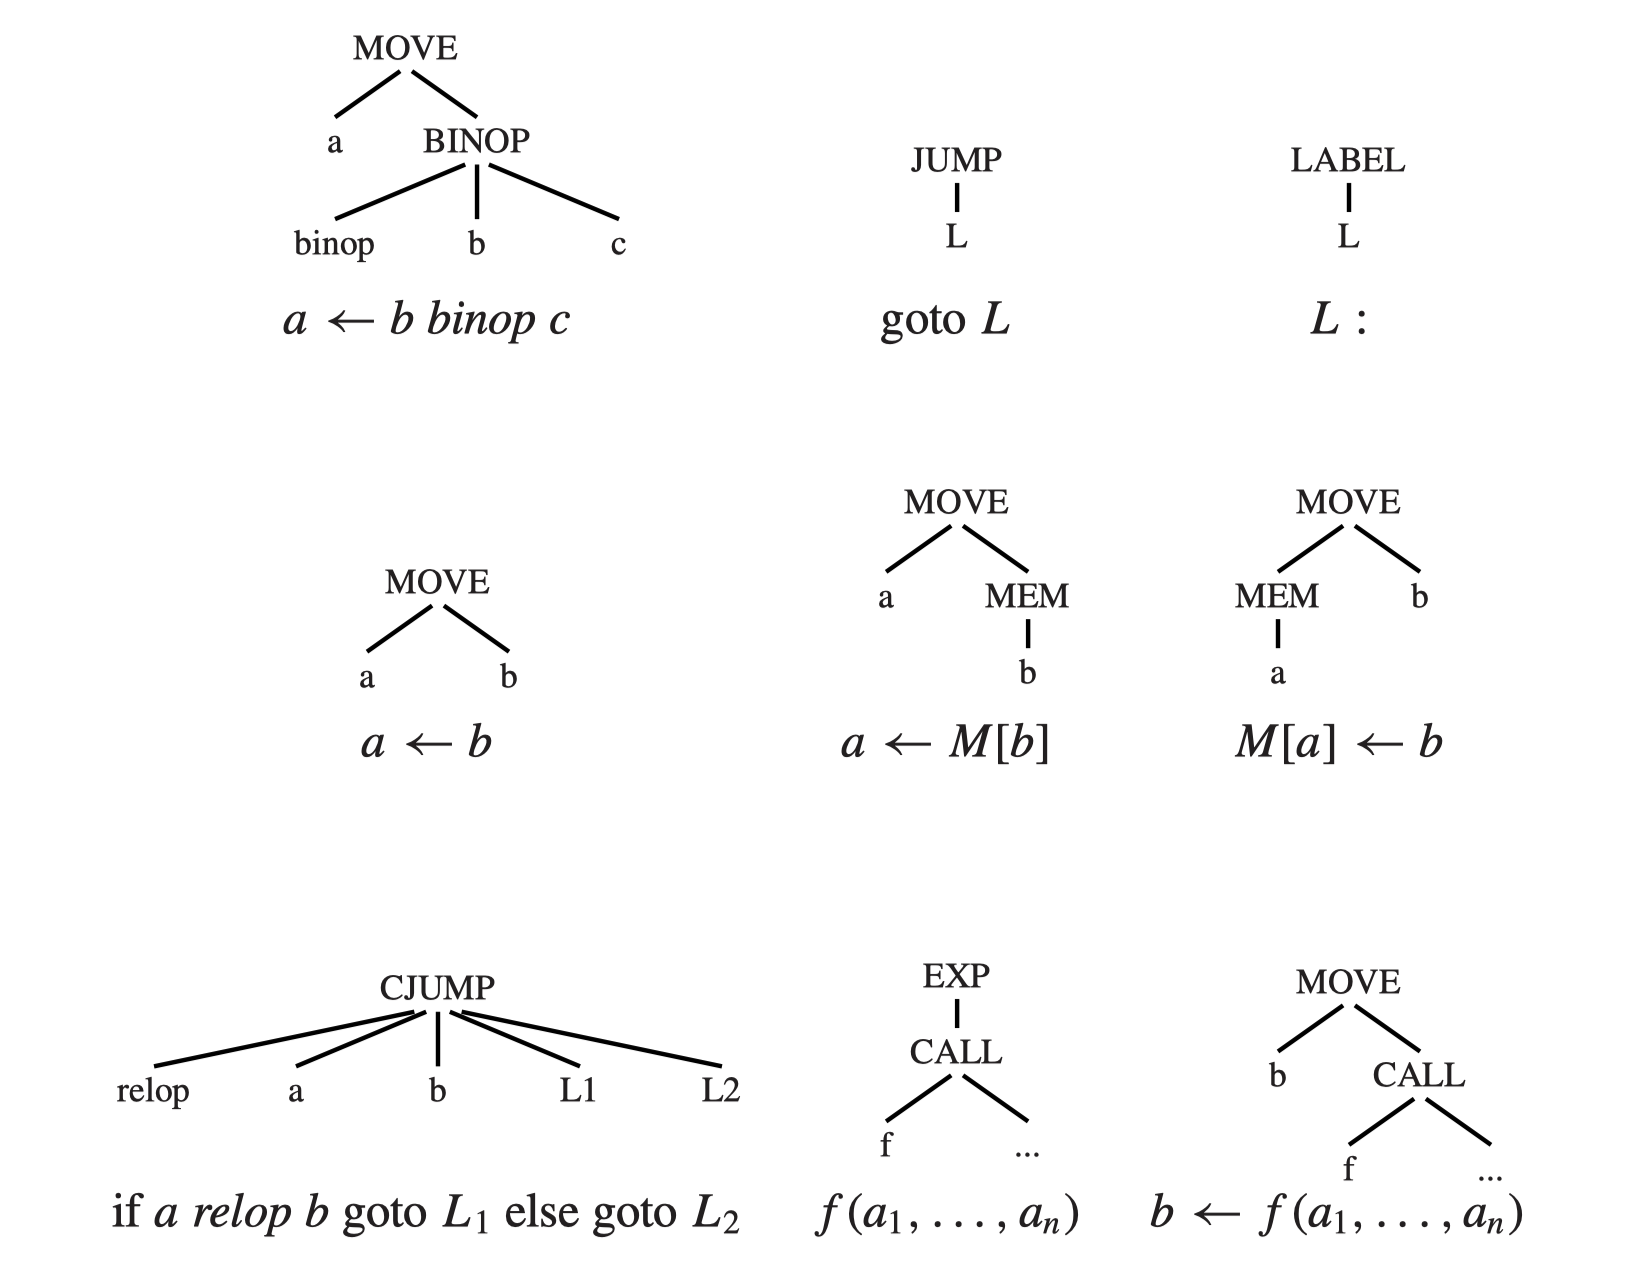 MOVE
a BINOP
binop b c
a ← b binop c
JUMP
L
goto L
LABEL
L
L :
MOVE
a b
a ← b
MOVE
a MEM
b
a ← M[b]
MOVE
MEM b
a
M[a] ← b
CJUMP
relop a b L1 L2
if a relop b goto L₁ else goto L₂
EXP
CALL
f ...
f(a₁, . . . , aₙ)
MOVE
b CALL
f ...
b ← f(a₁, . . . , aₙ)